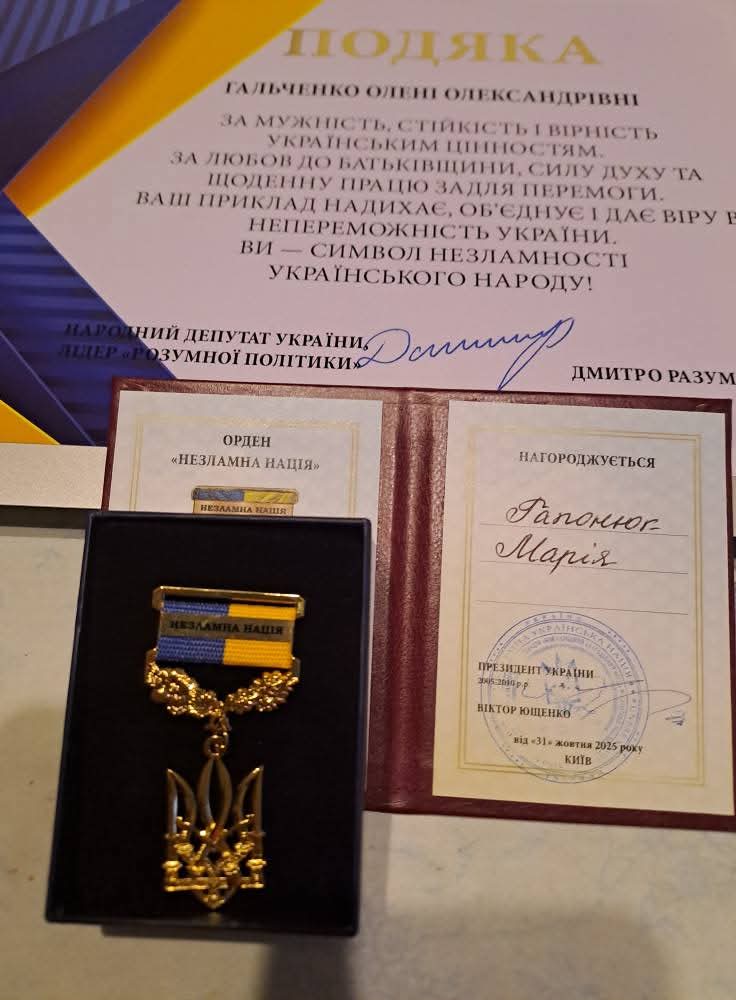 ПОДЯКА
ГАЛЬЧЕНКО ОЛЕНІ ОЛЕКСАНДРІВНІ
ЗА МУЖНІСТЬ, СТІЙКІСТЬ І ВІРНІСТЬ
УКРАЇНСЬКИМ ЦІННОСТЯМ.
ЗА ЛЮБОВ ДО БАТЬКІВЩИНИ, СИЛУ ДУХУ ТА
ЩОДЕННУ ПРАЦЮ ЗАДЛЯ ПЕРЕМОГИ.
ВАШ ПРИКЛАД НАДИХАЄ, ОБ'ЄДНУЄ І ДАЄ ВІРУ В
НЕПЕРЕМОЖНІСТЬ УКРАЇНИ.
ВИ — СИМВОЛ НЕЗЛАМНОСТІ
УКРАЇНСЬКОГО НАРОДУ!
НАРОДНИЙ ДЕПУТАТ УКРАЇНИ,
ЛІДЕР «РОЗУМНОЇ ПОЛІТИКИ»
ДМИТРО РАЗУМ
ОРДЕН
«НЕЗЛАМНА НАЦІЯ»
НЕЗЛАМНА НАЦІЯ
НЕЗЛАМНА НАЦІЯ
НАГОРОДЖУЄТЬСЯ
Гапонюк
Марія
ПРЕЗИДЕНТ УКРАЇНИ
2005-2010 р.р.
ВІКТОР ЮЩЕНКО
від «31» жовтня 2025 року
КИЇВ